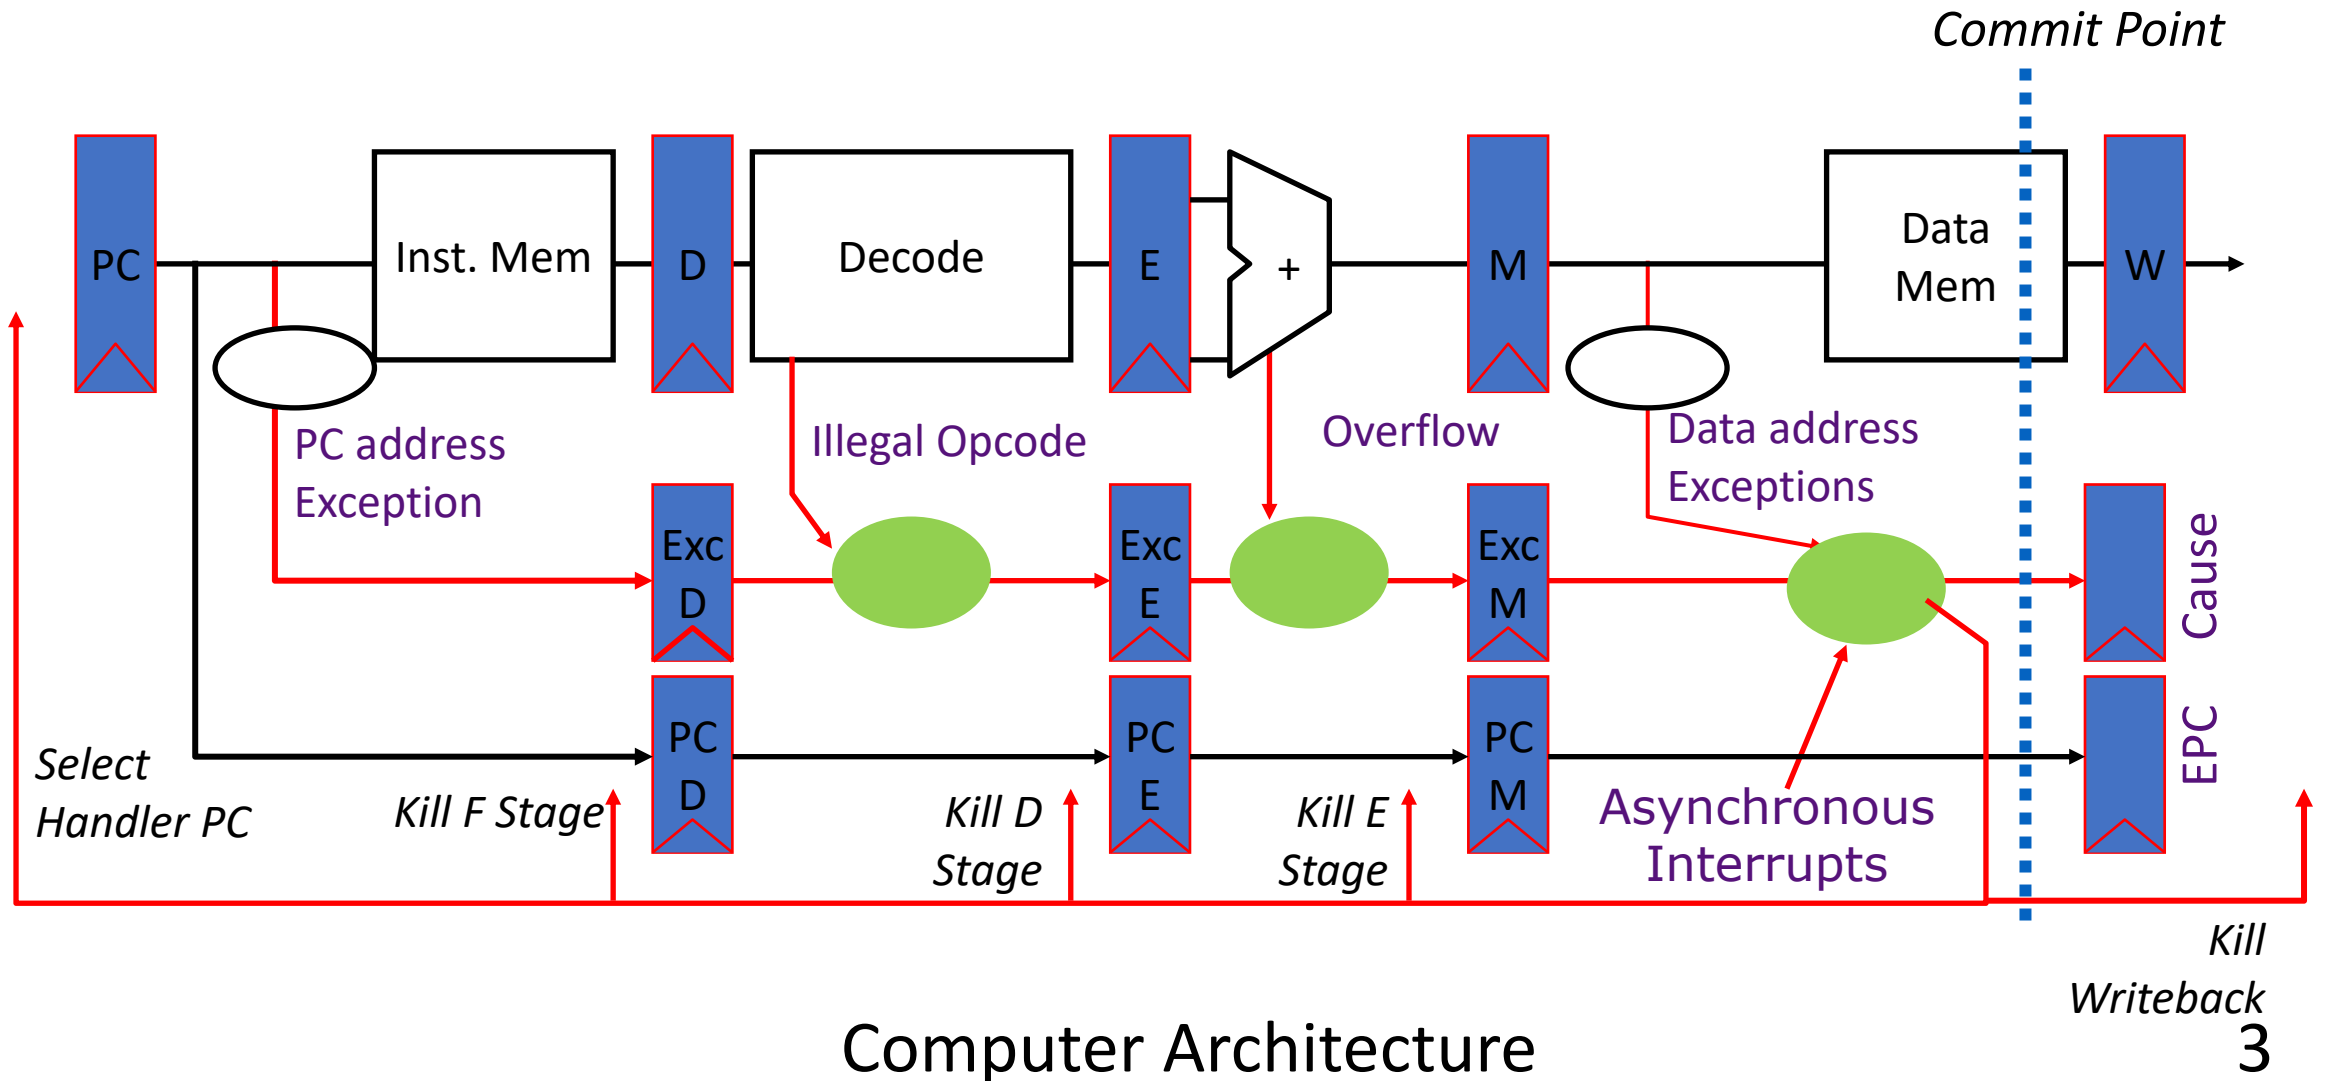 Commit Point
PC
Inst. Mem
D
Decode
E
+
M
Data
Mem
W
PC address
Exception
Illegal Opcode
Overflow
Data address
Exceptions
Exc
D
Exc
E
Exc
M
Cause
PC
D
PC
E
PC
M
EPC
Select
Handler PC
Kill F Stage
Kill D
Stage
Kill E
Stage
Asynchronous
Interrupts
Kill
Writeback
Computer Architecture
3